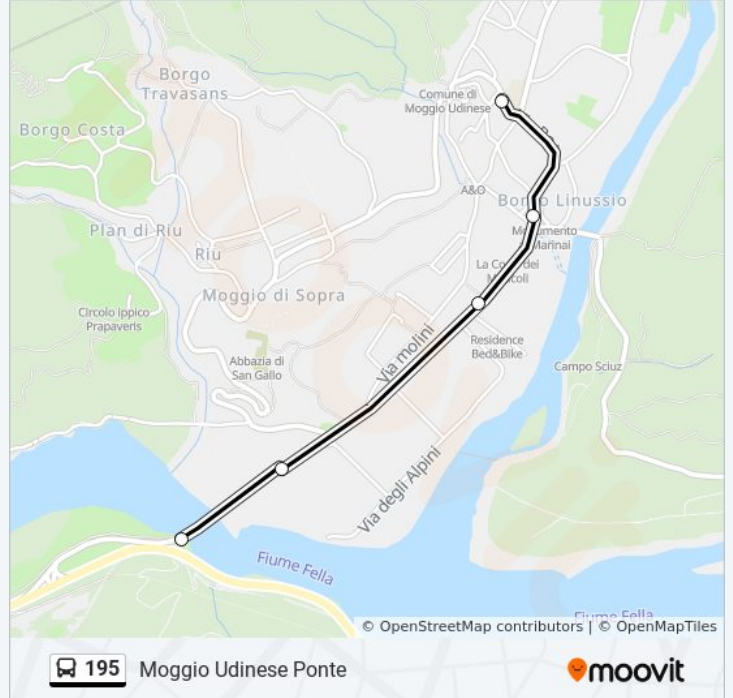 Borgo
Travasans
Comune di
Moggio Udinese
Borgo Costa
A&O
Borgo Linussio
Plan di Riu
Monumento
Marinai
Riu
Moggio di Sopra
Circolo Ippico
Prapaveris
Via molini
Residence
Bed&Bike
Abbazia di
San Gallo
Campo Scluz
Via degli Alpini
Fiume Fella
Fiume Fella
© OpenStreetMap contributors | © OpenMapTiles
195 Moggio Udinese Ponte
moovit